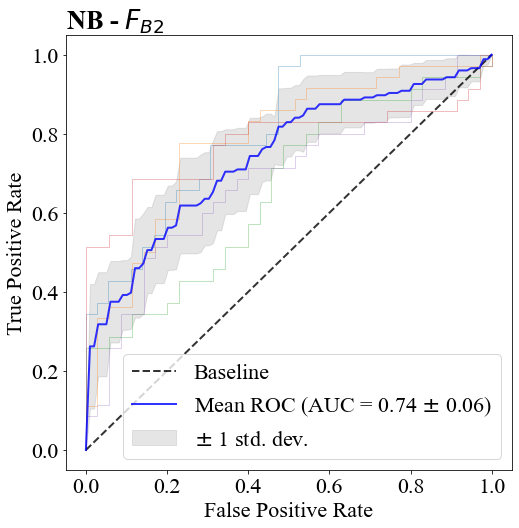 NB - F_{B2}
1.0
0.8
0.6
0.4
0.2
0.0
True Positive Rate
Baseline
Mean ROC (AUC = 0.74 ± 0.06)
± 1 std. dev.
0.0 0.2 0.4 0.6 0.8 1.0
False Positive Rate